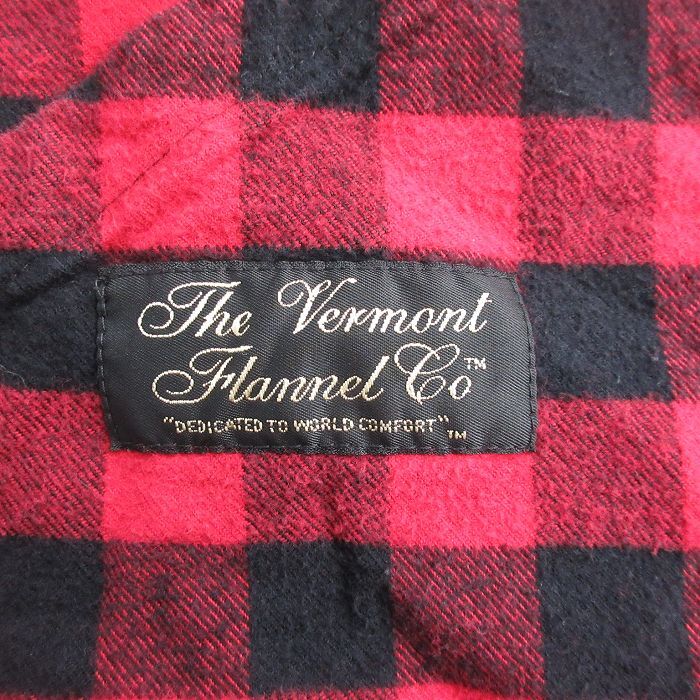 The Vermont
Flannel Co™
"DEDICATED TO WORLD COMFORT"™